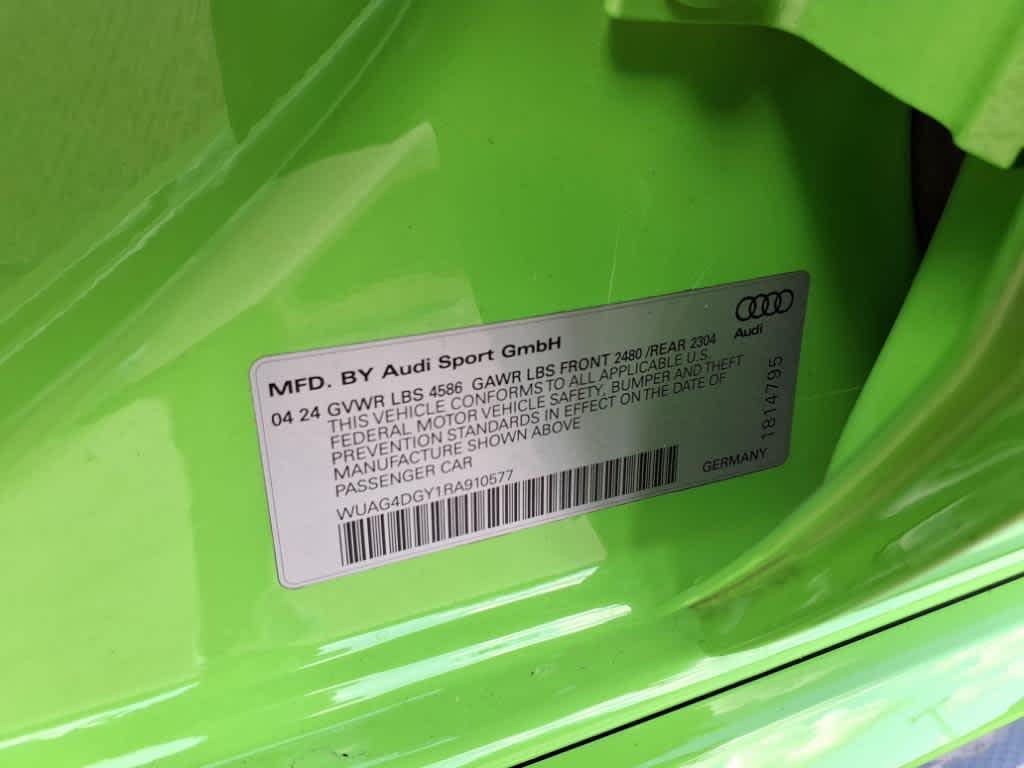 Audi
MFD. BY Audi Sport GmbH
04 24 GVWR LBS 4586 GAWR LBS FRONT 2480 /REAR 2304
THIS VEHICLE CONFORMS TO ALL APPLICABLE U.S.
FEDERAL MOTOR VEHICLE SAFETY, BUMPER AND THEFT
PREVENTION STANDARDS IN EFFECT ON THE DATE OF
MANUFACTURE SHOWN ABOVE
PASSENGER CAR
WUAG4DGY1RA910577
GERMANY
1814795